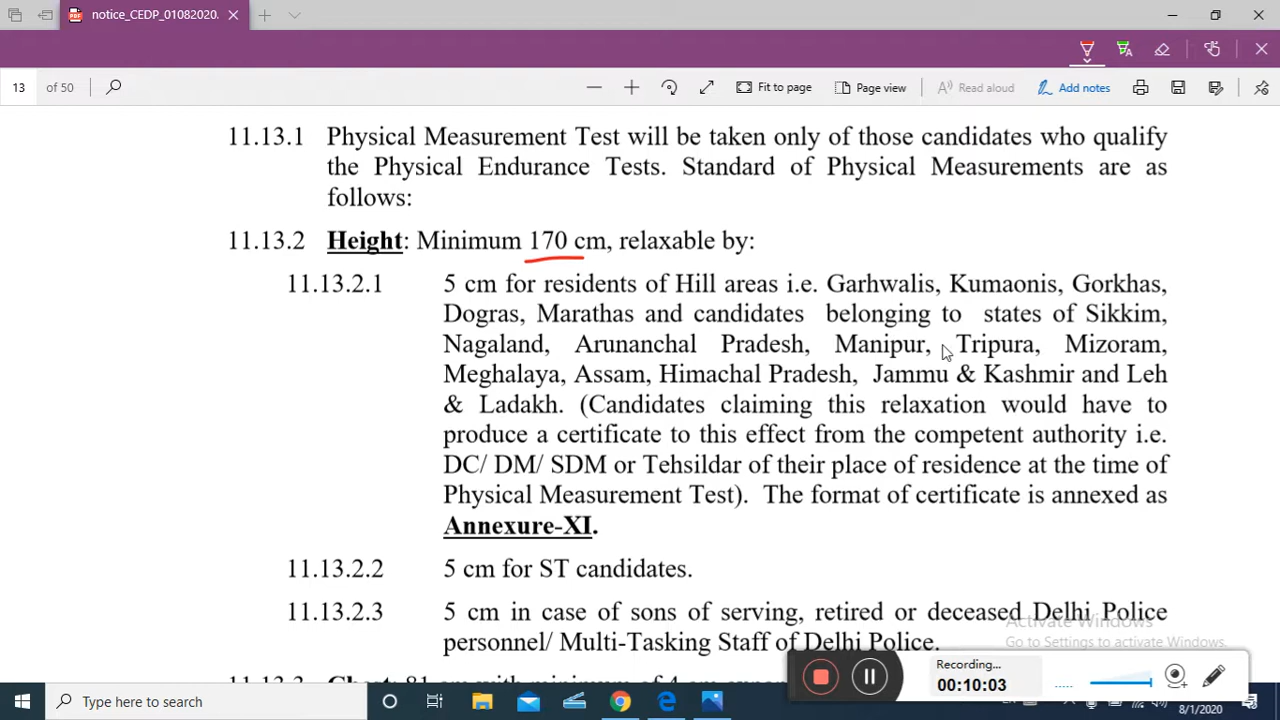 notice_CEDP_01082020.
13 of 50
Fit to page
Page view
Read aloud
Add notes
11.13.1 Physical Measurement Test will be taken only of those candidates who qualify
the Physical Endurance Tests. Standard of Physical Measurements are as
follows:
11.13.2 Height: Minimum 170 cm, relaxable by:
11.13.2.1 5 cm for residents of Hill areas i.e. Garhwalis, Kumaonis, Gorkhas,
Dogras, Marathas and candidates belonging to states of Sikkim,
Nagaland, Arunanchal Pradesh, Manipur, Tripura, Mizoram,
Meghalaya, Assam, Himachal Pradesh, Jammu & Kashmir and Leh
& Ladakh. (Candidates claiming this relaxation would have to
produce a certificate to this effect from the competent authority i.e.
DC/ DM/ SDM or Tehsildar of their place of residence at the time of
Physical Measurement Test). The format of certificate is annexed as
Annexure-XI.
11.13.2.2 5 cm for ST candidates.
11.13.2.3 5 cm in case of sons of serving, retired or deceased Delhi Police
personnel/ Multi-Tasking Staff of Delhi Police.
Activate Windows
Go to Settings to activate Windows.
Recording...
00:10:03
Type here to search
8/1/2020